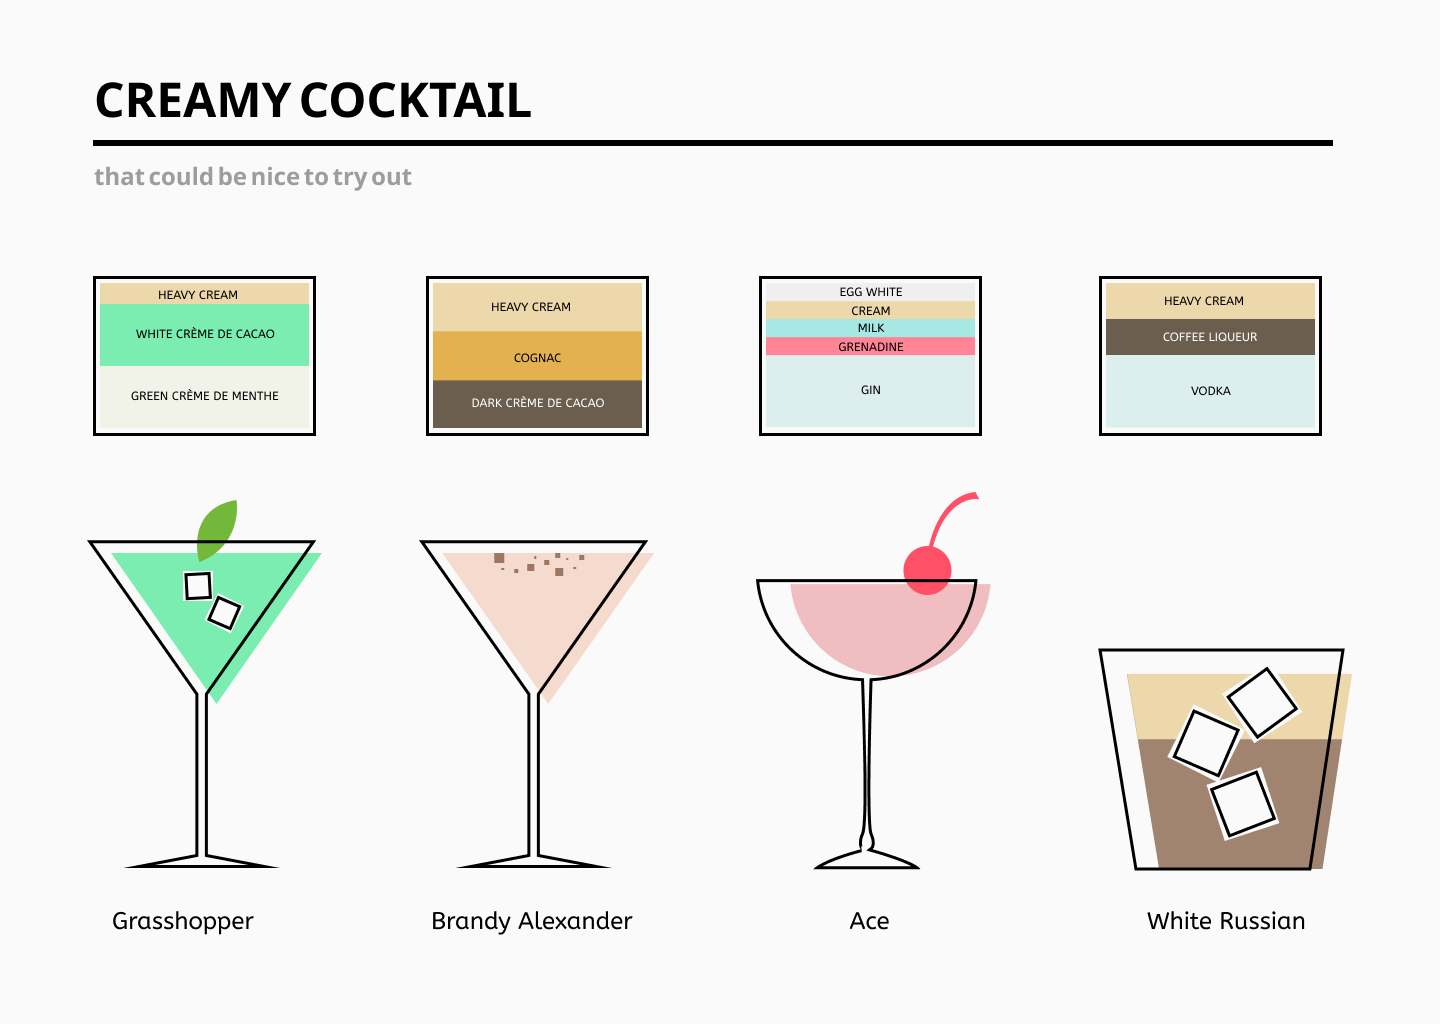 CREAMY COCKTAIL
that could be nice to try out
HEAVY CREAM
WHITE CRÈME DE CACAO
GREEN CRÈME DE MENTHE
HEAVY CREAM
COGNAC
DARK CRÈME DE CACAO
EGG WHITE
CREAM
MILK
GRENADINE
GIN
HEAVY CREAM
COFFEE LIQUEUR
VODKA
Grasshopper
Brandy Alexander
Ace
White Russian